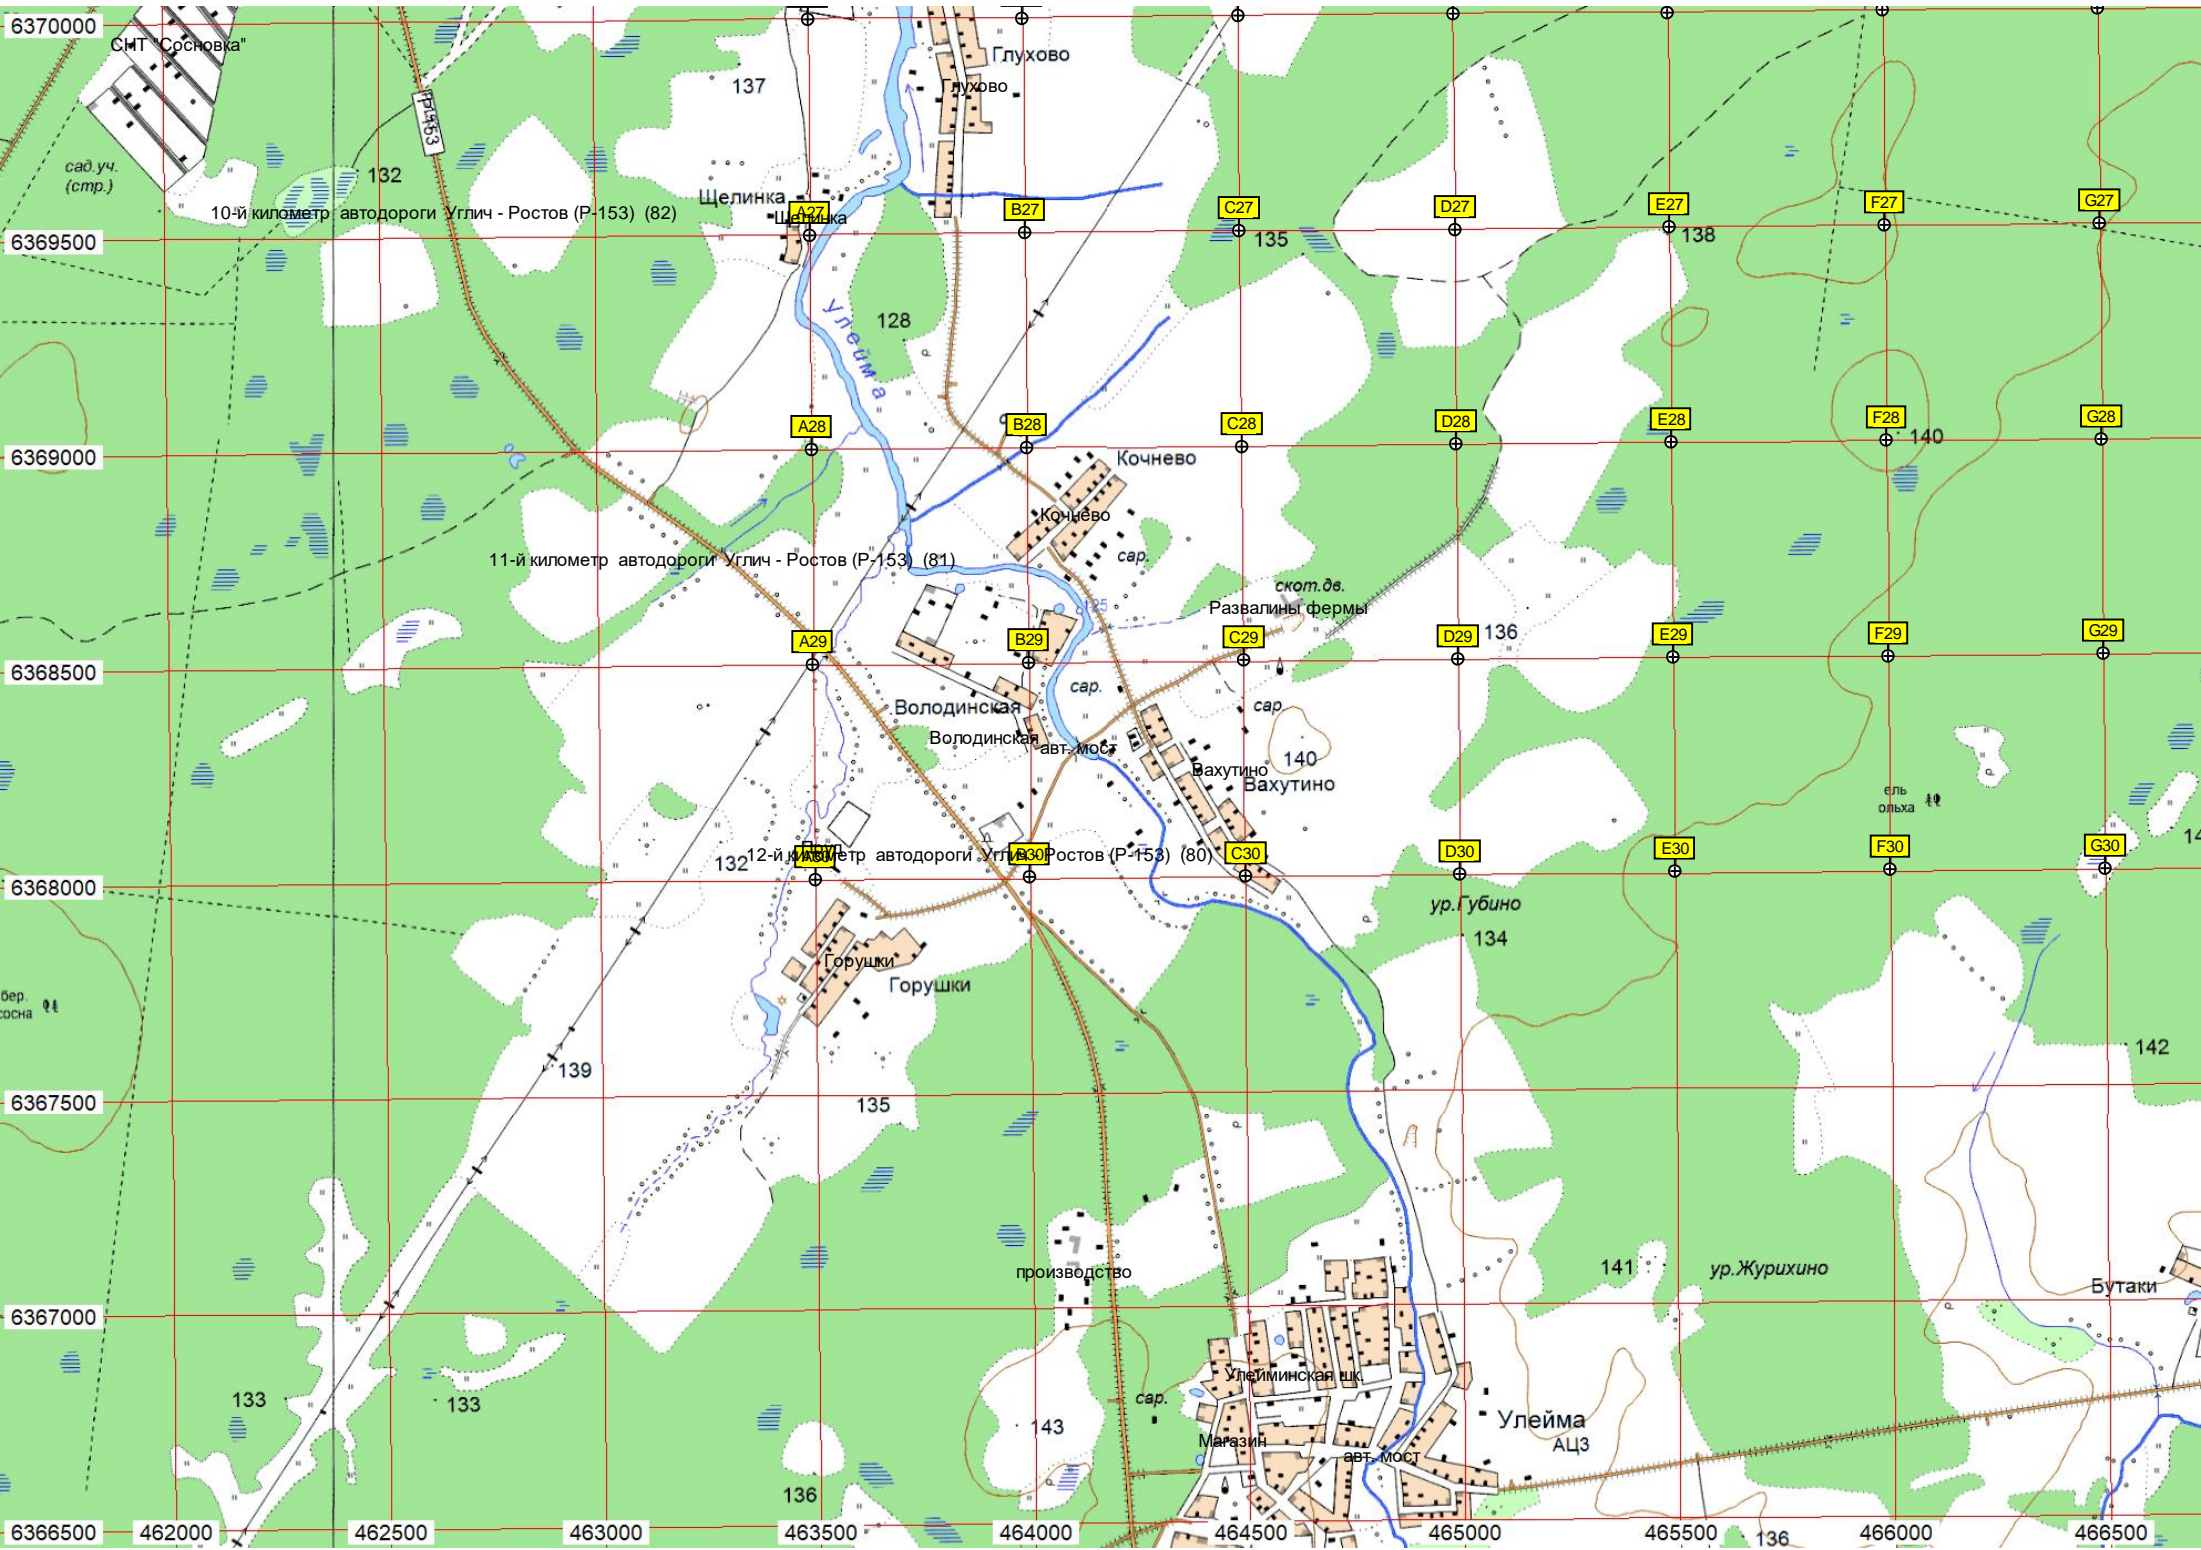 6370000
СНТ "Сосновка"
Глухово
137
Глухово
Р-153
сад.уч.
(стр.)
132
Щелинка
10-й километр автодороги Углич - Ростов (Р-153) (82)
A27
Щелинка
B27
C27
D27
E27
F27
G27
6369500
135
138
128
Улейма
A28
B28
C28
D28
E28
F28
G28
140
6369000
Кочнево
Кочнево
сар.
11-й километр автодороги Углич - Ростов (Р-153) (81)
скот.дв.
Развалины фермы
125
A29
B29
C29
D29
136
E29
F29
G29
6368500
сар.
сар.
Володинская
Володинская
авт. мост
140
Вахутино
Вахутино
ель
ольха
14
Пруд
A30
132
12-й километр автодороги Углич - Ростов (Р-153) (80)
B30
C30
D30
E30
F30
G30
6368000
ур.Губино
134
Горушки
Горушки
бер.
сосна
139
142
135
6367500
производство
141
ур.Журихино
Бутаки
6367000
Улейминская шк.
133
133
сар.
143
Улейма
АЦЗ
Магазин
авт. мост
136
6366500
462000
462500
463000
463500
464000
464500
465000
465500
466000
466500
136